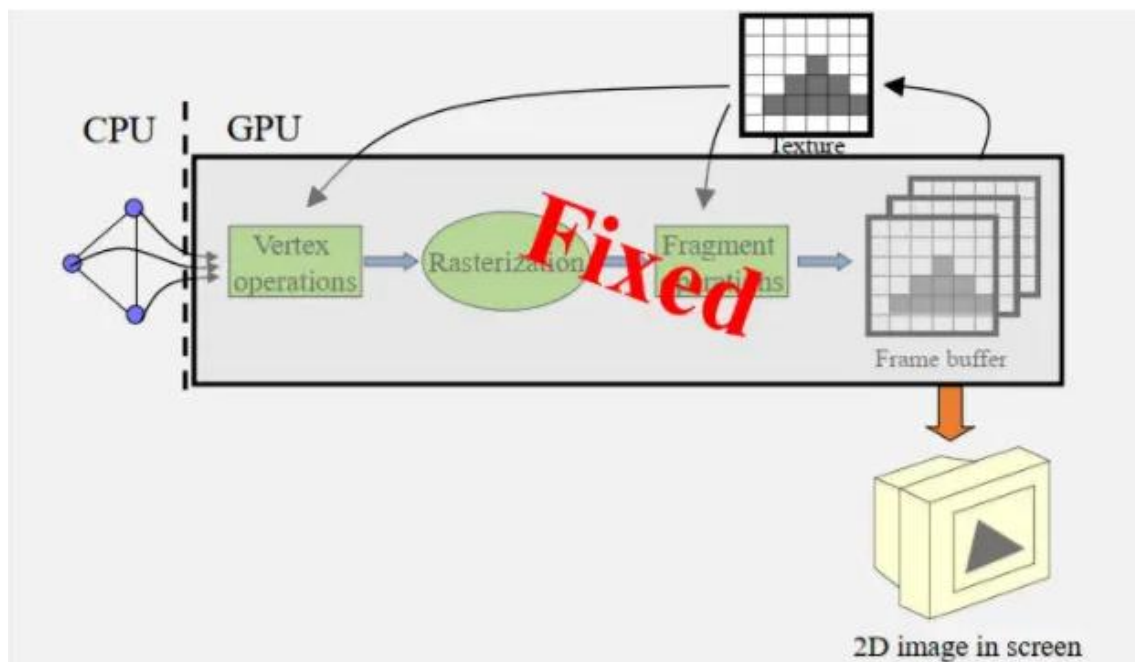 CPU
GPU
Texture
Vertex
operations
Rasterization
Fixed
Fragment
operations
Frame buffer
2D image in screen